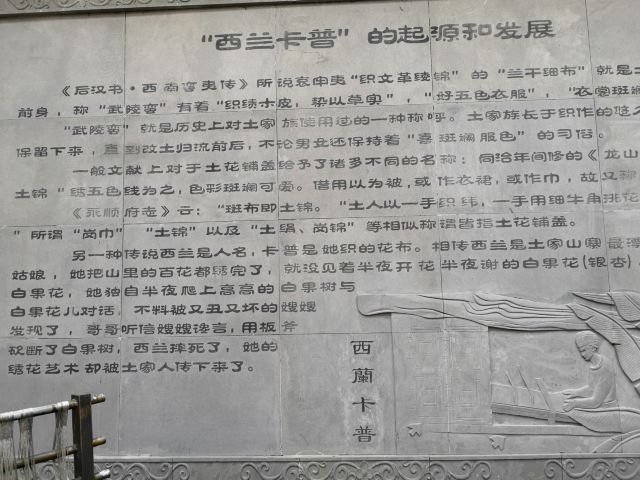 “西兰卡普”的起源和发展
《后汉书·西南蛮夷传》所说哀牢夷“织文革绫锦”的“兰干细布”就是土
前身，称“武陵蛮”有着“织绩木皮，染以草实”，“好五色衣服”，“衣裳斑斓
“武陵蛮”就是历史上对土家族使用过的一种称呼。土家族长于织作的悠久
保留下来，直到改土归流前后，不论男女还保持着“喜斑斓服色”的习俗。
一般文献上对于土花铺盖给予了诸多不同的名称：同治年间修的《龙山
土锦“绣五色线为之，色彩斑斓可爱。借用以为被，或作衣裙，或作巾，故又称
《永顺府志》云：“斑布即土锦。“土人以一手织纬，一手用细牛角挑花
”所谓“峒巾”“土锦”以及“土绢、峒锦”等相似称谓皆指土花铺盖。
另一种传说西兰是人名，卡普是她织的花布。相传西兰是土家山寨最漂
姑娘，她把山里的百花都绣完了，就没见着半夜开花半夜谢的白果花(银杏)
白果花，她独自半夜爬上高高的白果树与
白果花儿对话，不料被又丑又坏的嫂嫂
发现了，哥哥听信嫂嫂谗言，用板斧
砍断了白果树，西兰摔死了，她的
绣花艺术却被土家人传下来了。
西蘭卡普